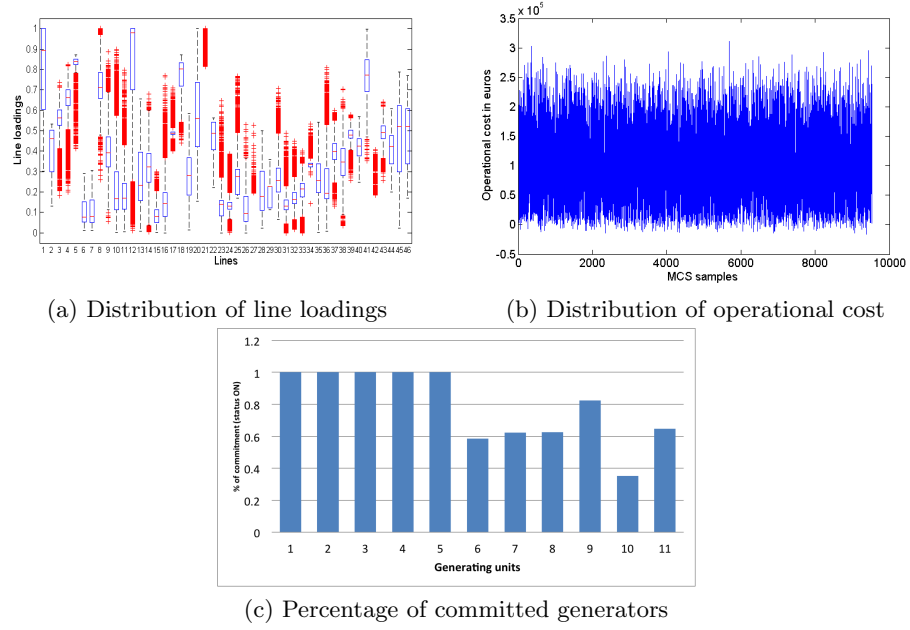 1
0.9
0.8
0.7
0.6
0.5
0.4
0.3
0.2
0.1
0
Line loadings
1 2 3 4 5 6 7 8 9 10 11 12 13 14 15 16 17 18 19 20 21 22 23 24 25 26 27 28 29 30 31 32 33 34 35 36 37 38 39 40 41 42 43 44 45 46
Lines
x 10^5
3.5
3
2.5
2
1.5
1
0.5
0
-0.5
Operational cost in euros
0 2000 4000 6000 8000 10000
MCS samples
(a) Distribution of line loadings
(b) Distribution of operational cost
1.2
1
0.8
0.6
0.4
0.2
0
% of commitment (status ON)
1 2 3 4 5 6 7 8 9 10 11
Generating units
(c) Percentage of committed generators